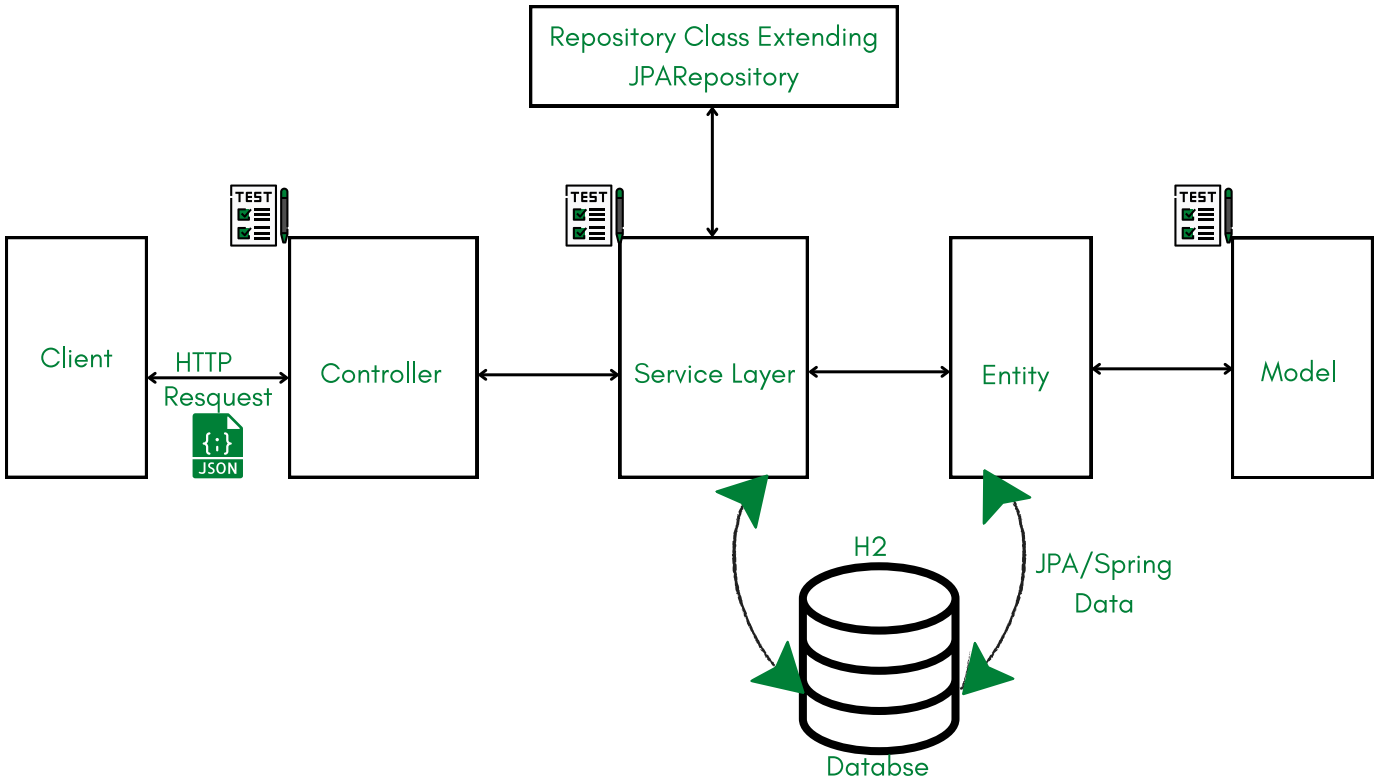 Repository Class Extending
JPARepository
TEST
TEST
TEST
Client
HTTP
Resquest
{;}
JSON
Controller
Service Layer
Entity
Model
H2
JPA/Spring
Data
Databse